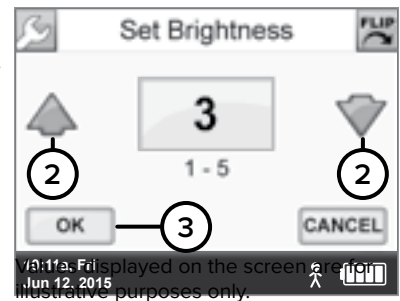 Set Brightness
FLIP
3
1 - 5
2
2
OK
3
CANCEL
10:11a, Fri
Jun 12, 2015
Values displayed on the screen are for
illustrative purposes only.